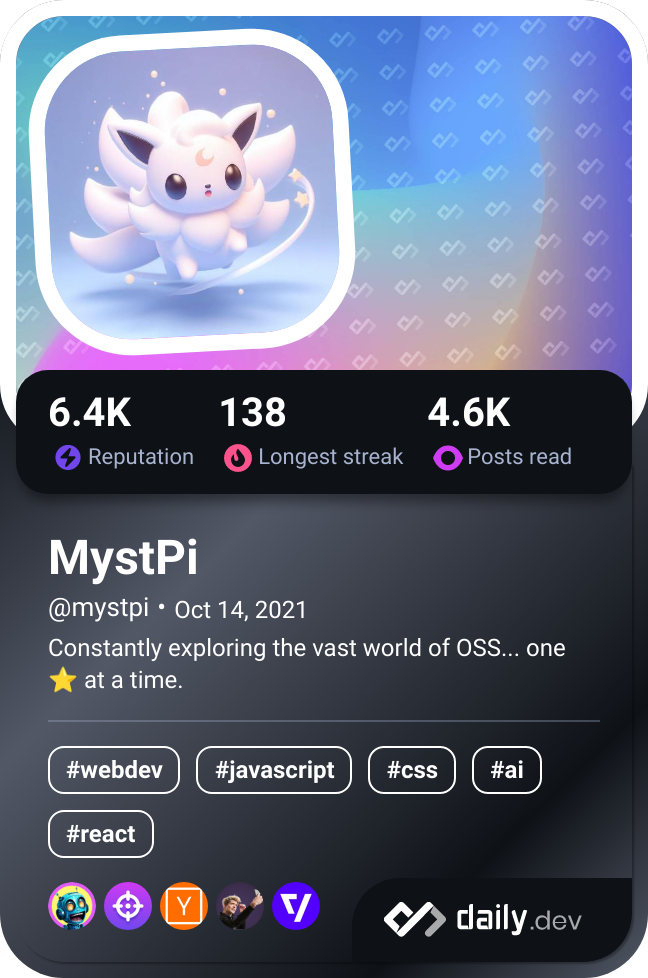 6.4K 138 4.6K
Reputation Longest streak Posts read
MystPi
@mystpi • Oct 14, 2021
Constantly exploring the vast world of OSS... one
⭐ at a time.
#webdev #javascript #css #ai
#react
Y
daily.dev